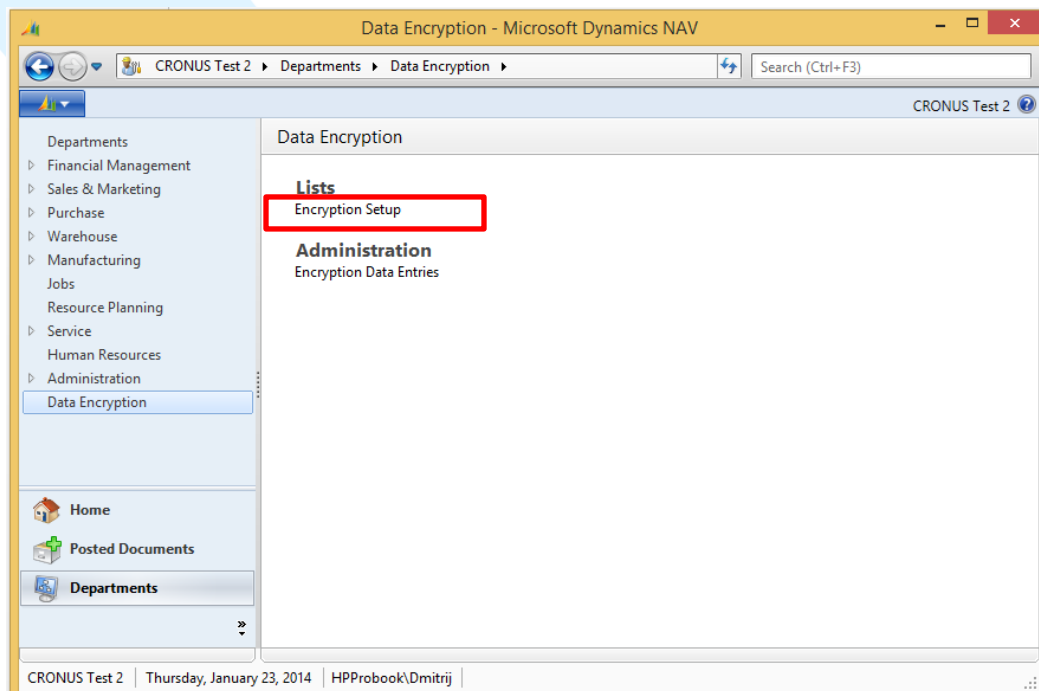 Data Encryption - Microsoft Dynamics NAV
CRONUS Test 2 Departments Data Encryption
Search (Ctrl+F3)
CRONUS Test 2
Departments
Financial Management
Sales & Marketing
Purchase
Warehouse
Manufacturing
Jobs
Resource Planning
Service
Human Resources
Administration
Data Encryption
Home
Posted Documents
Departments
Data Encryption
Lists
Encryption Setup
Administration
Encryption Data Entries
CRONUS Test 2 Thursday, January 23, 2014 HPProbook\Dmitrij